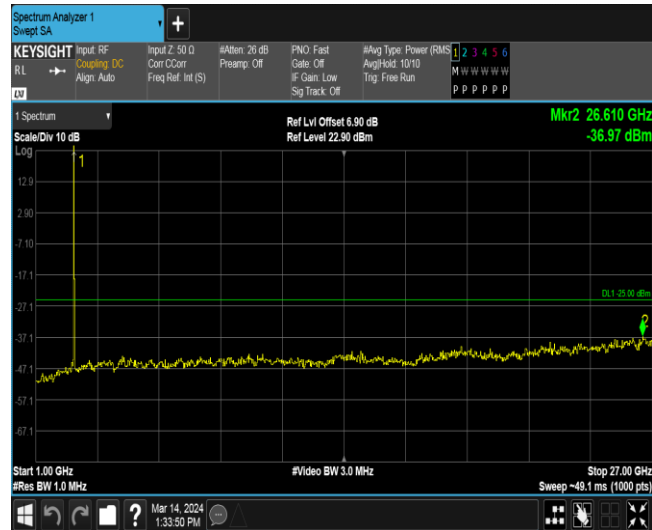 Spectrum Analyzer 1
Swept SA
+
KEYSIGHT
RL
LXI
Input: RF
Coupling: DC
Align: Auto
Input Z: 50 Ω
Corr CCorr
Freq Ref: Int (S)
#Atten: 26 dB
Preamp: Off
PNO: Fast
Gate: Off
IF Gain: Low
Sig Track: Off
#Avg Type: Power (RMS
Avg|Hold: 10/10
Trig: Free Run
1 2 3 4 5 6
M W W W W W
P P P P P P
1 Spectrum
Scale/Div 10 dB
Log
Ref Lvl Offset 6.90 dB
Ref Level 22.90 dBm
Mkr2 26.610 GHz
-36.97 dBm
1
12.9
2.90
-7.10
-17.1
DL1 -25.00 dBm
-27.1
2
-37.1
-47.1
-57.1
-67.1
Start 1.00 GHz
#Res BW 1.0 MHz
#Video BW 3.0 MHz
Stop 27.00 GHz
Sweep ~49.1 ms (1000 pts)
?
Mar 14, 2024
1:33:50 PM